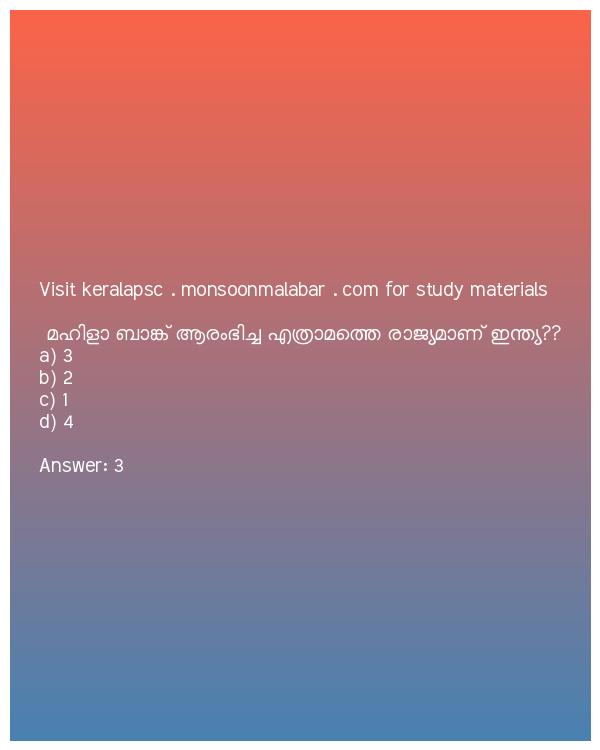 Visit keralapsc . monsoonmalabar . com for study materials
മഹിളാ ബാങ്ക് ആരംഭിച്ച എത്രാമത്തെ രാജ്യമാണ് ഇന്ത്യ??
a) 3
b) 2
c) 1
d) 4
Answer: 3